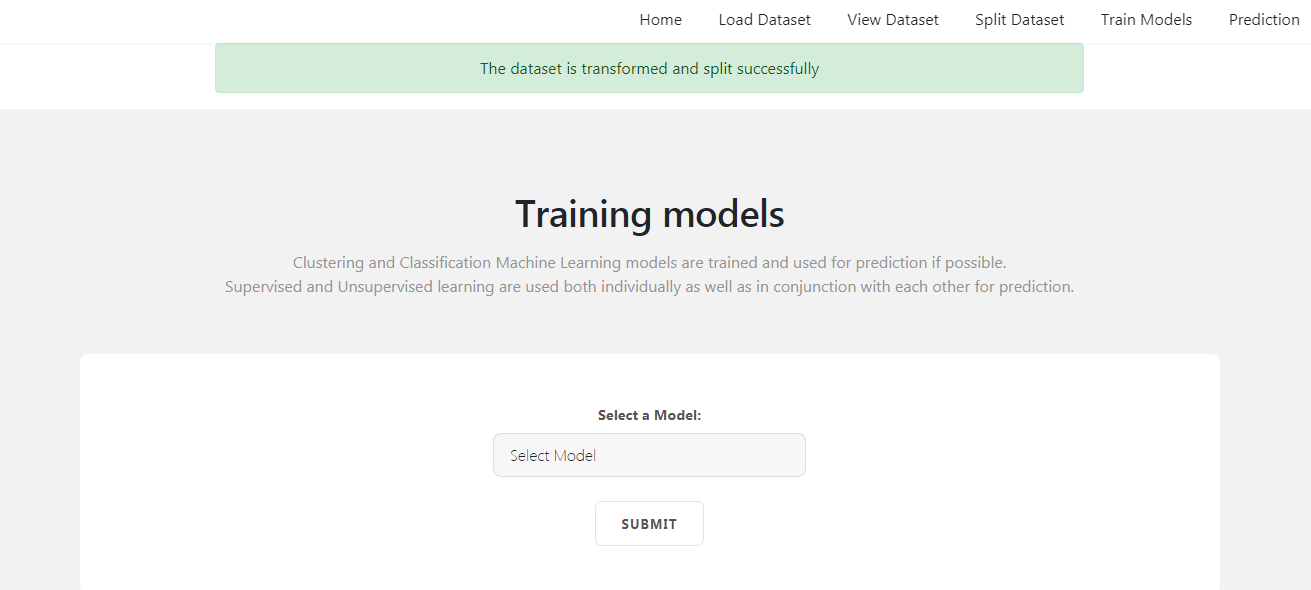 Home Load Dataset View Dataset Split Dataset Train Models Prediction
The dataset is transformed and split successfully
Training models
Clustering and Classification Machine Learning models are trained and used for prediction if possible.
Supervised and Unsupervised learning are used both individually as well as in conjunction with each other for prediction.
Select a Model:
Select Model
SUBMIT